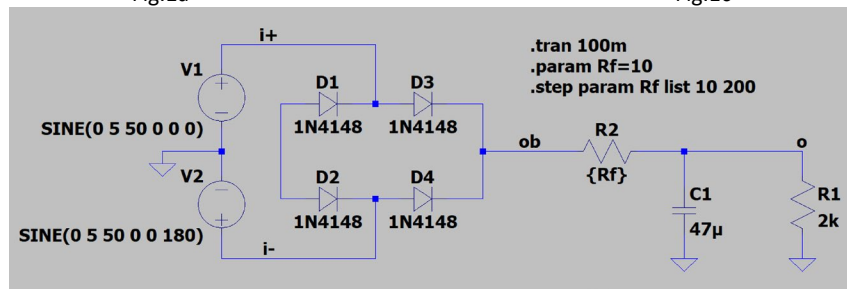 i+
.tran 100m
.param Rf=10
.step param Rf list 10 200
V1
D1 D3
1N4148 1N4148
SINE(0 5 50 0 0 0)
R2
ob
o
{Rf}
V2
D2 D4
C1
R1
1N4148 1N4148
47µ
2k
SINE(0 5 50 0 0 180)
i-